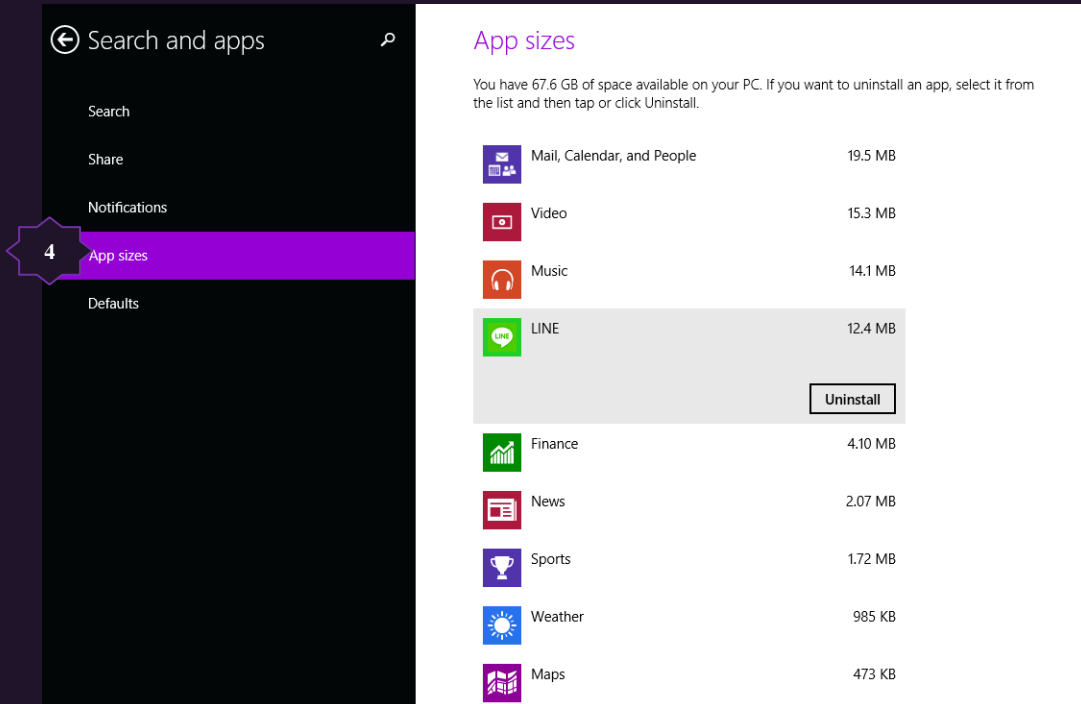 Search and apps
Search
Share
Notifications
4
App sizes
Defaults
App sizes
You have 67.6 GB of space available on your PC. If you want to uninstall an app, select it from
the list and then tap or click Uninstall.
Mail, Calendar, and People 19.5 MB
Video 15.3 MB
Music 14.1 MB
LINE
LINE 12.4 MB
Uninstall
Finance 4.10 MB
News 2.07 MB
Sports 1.72 MB
Weather 985 KB
Maps 473 KB